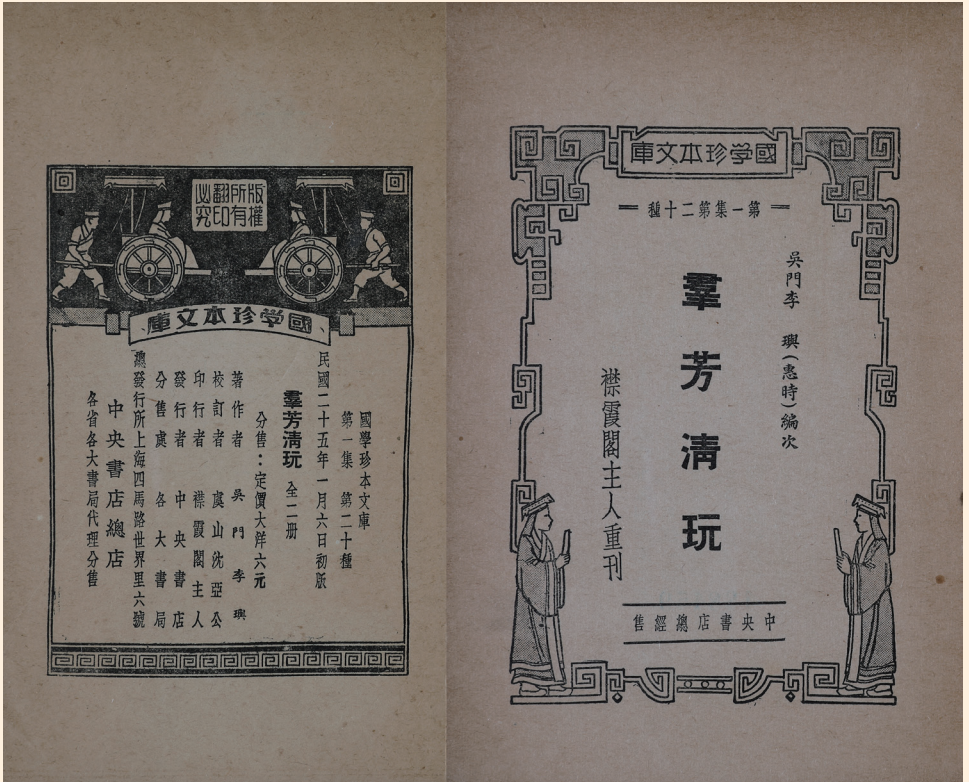 國学珍本文庫
第一集第二十種
吳門李 璵(惠時)編次
羣芳清玩
襟霞閣主人重刊
中央書店總經售
版權
所有
翻印
必究
國学珍本文庫
國學珍本文庫
第一集 第二十種
民國二十五年一月六日初版
羣芳清玩 全二册
分售:定價大洋六元
著作者 吳門李璵
校訂者 虞山沈亞公
印行者 襟霞閣主人
發行者 中央書店
分售處 各大書局
總發行所上海四馬路世界里六號
中央書店總店
各省各大書局代理分售